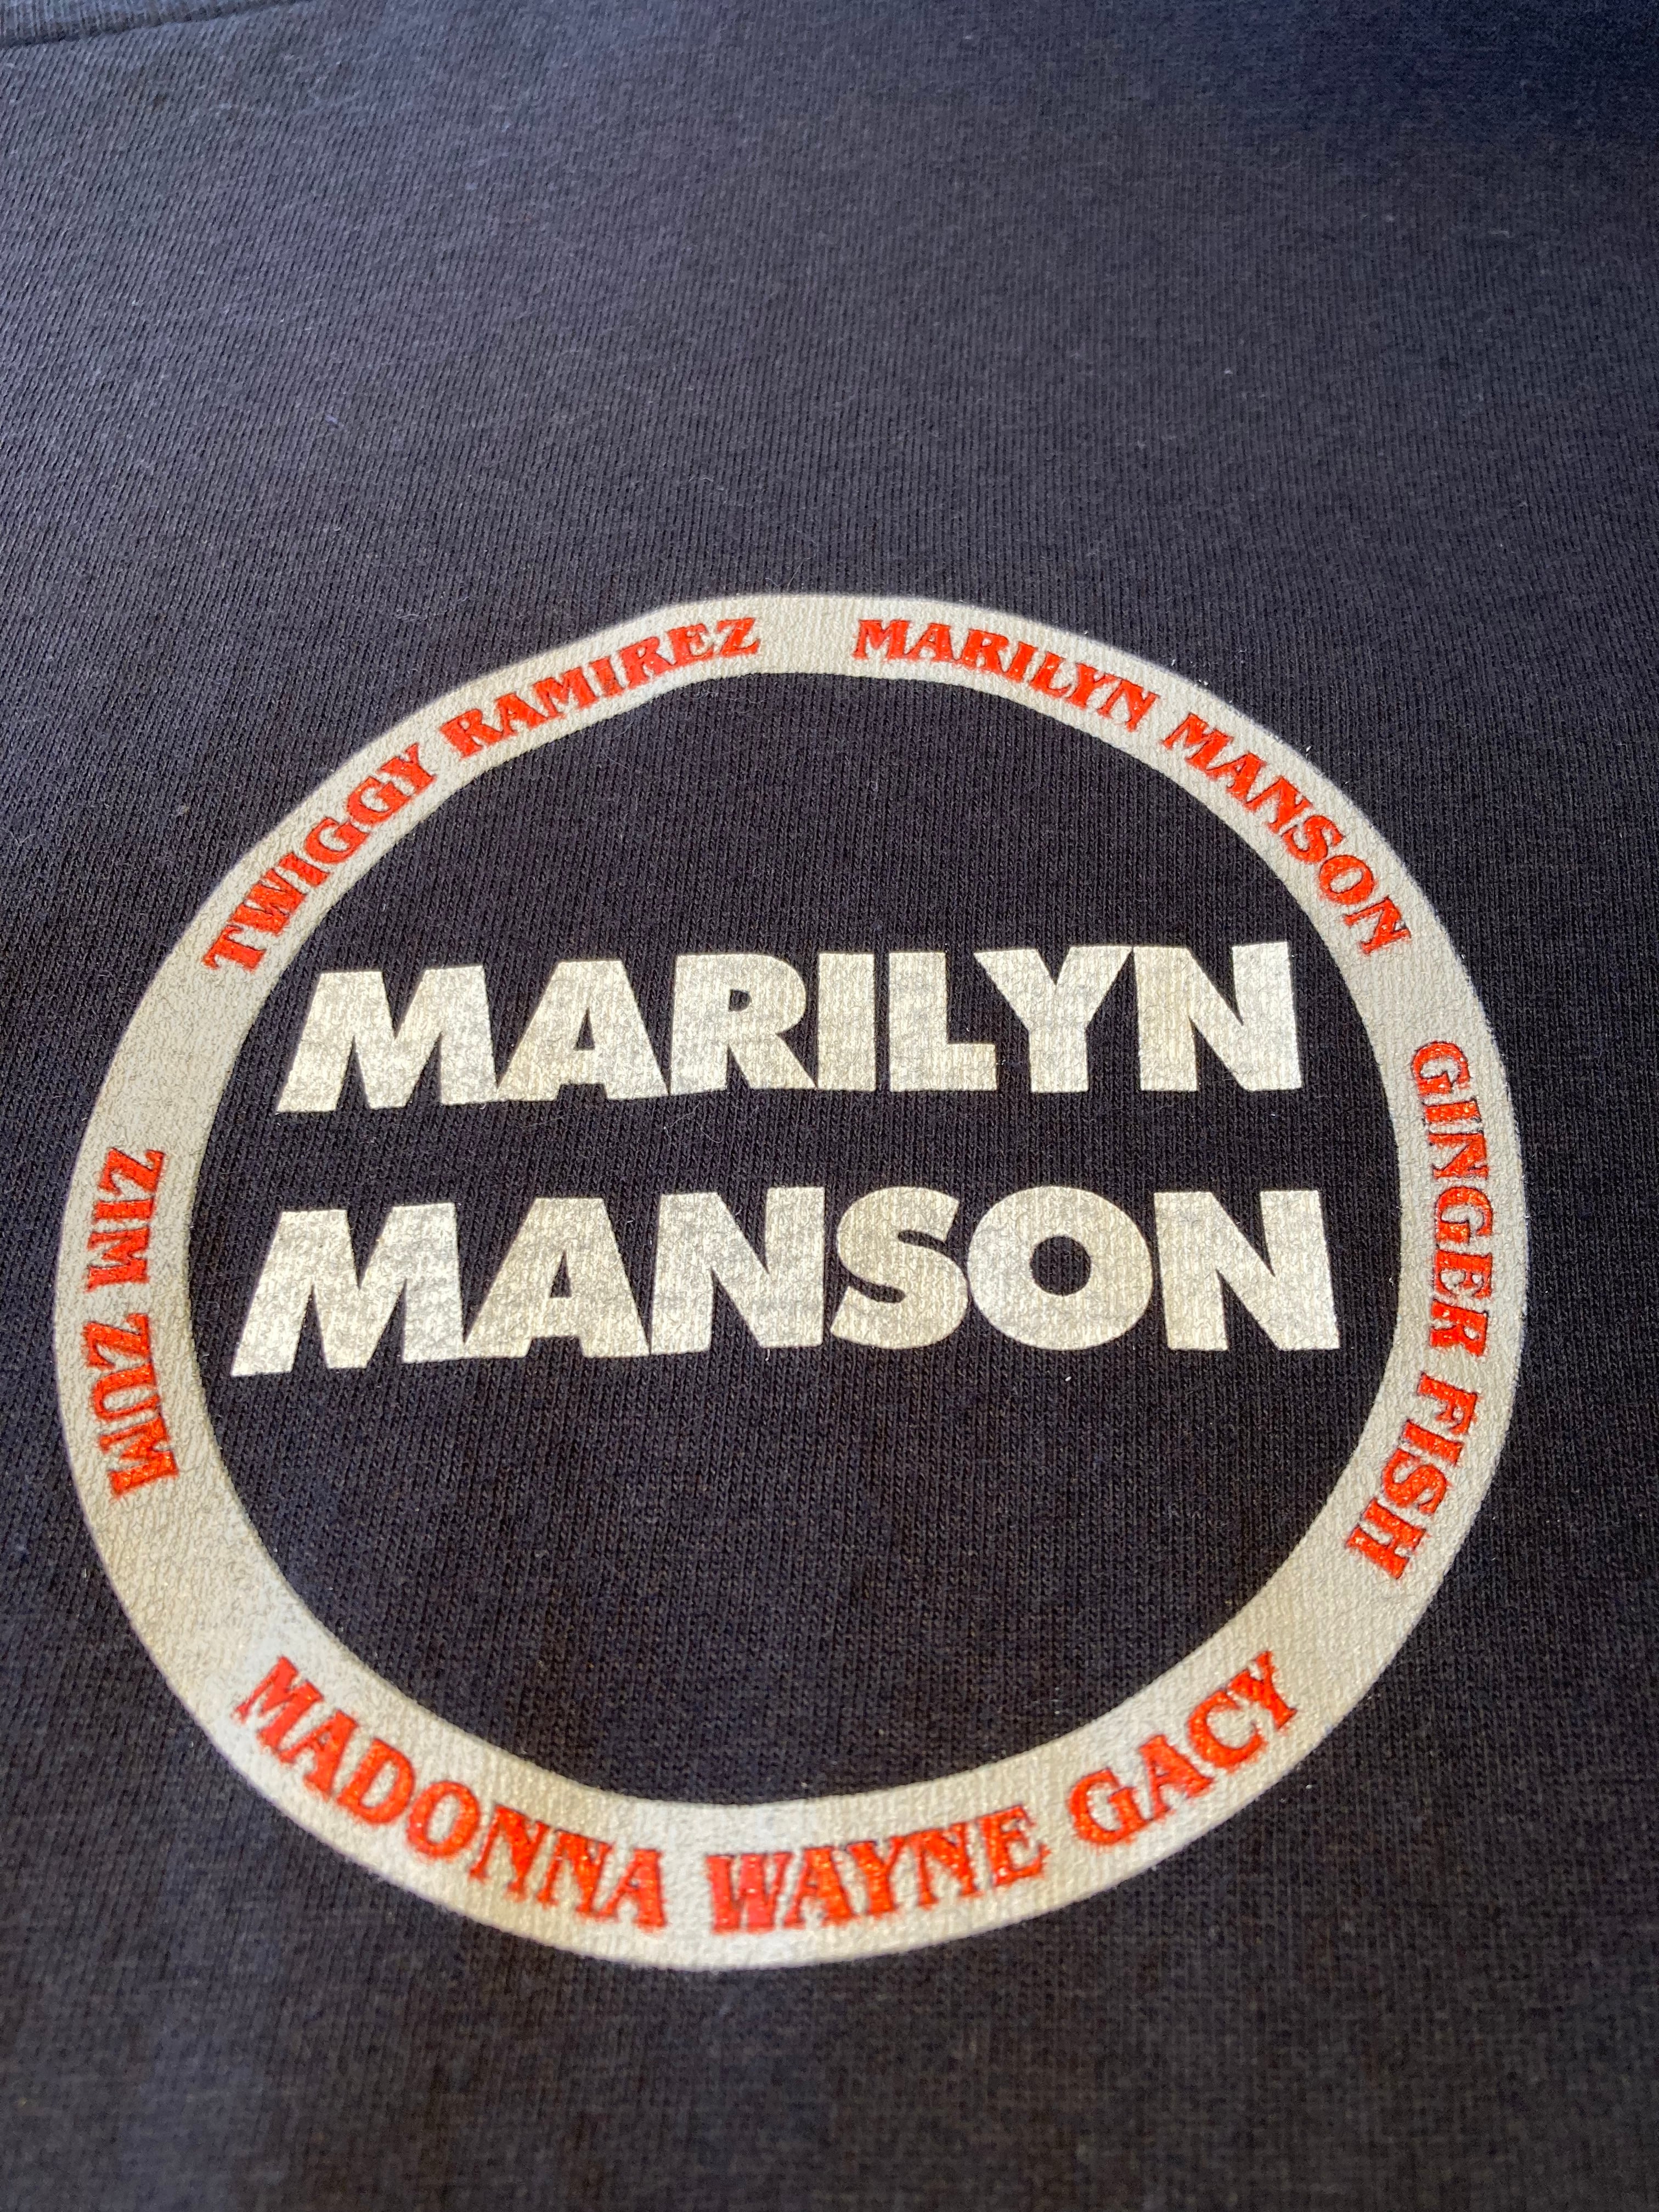 MARILYN
MANSON
TWIGGY RAMIREZ
MARILYN MANSON
GINGER FISH
MADONNA WAYNE GACY
ZIM ZUM